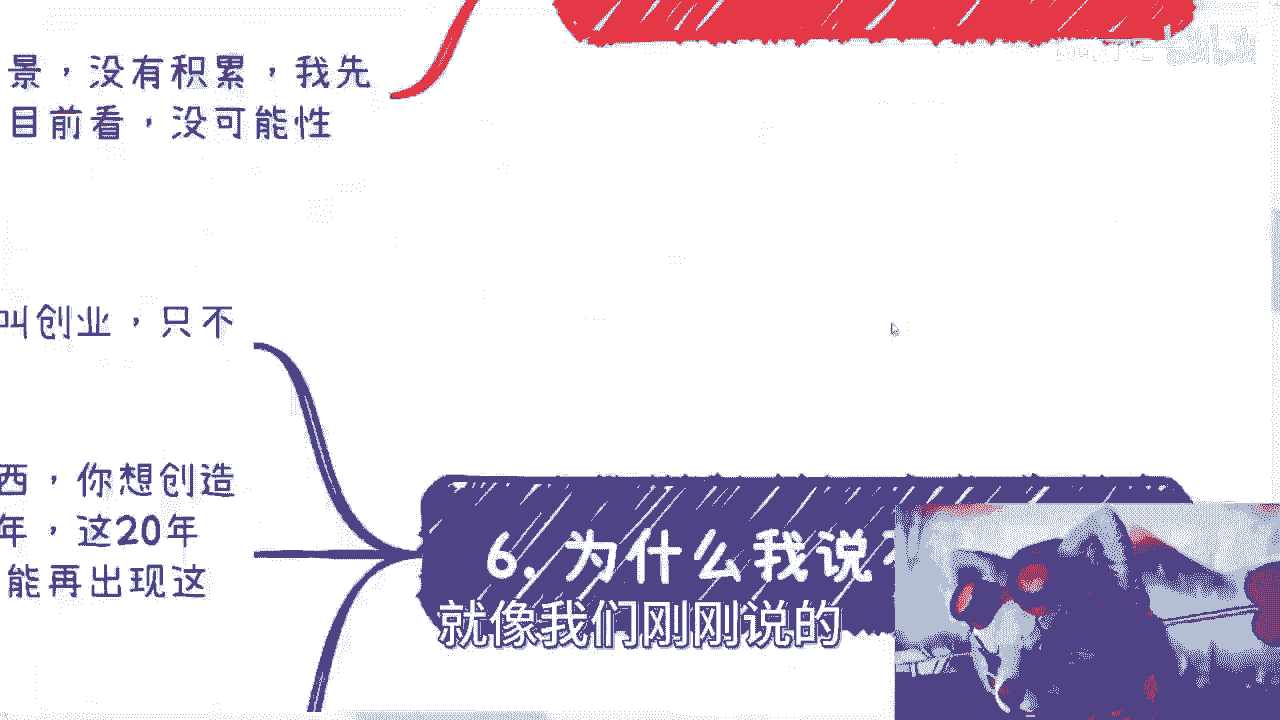 景，没有积累，我先
目前看，没可能性
叫创业，只不
西，你想创造
年，这20年
能再出现这
6. 为什么我说
就像我们刚刚说的
bilibili